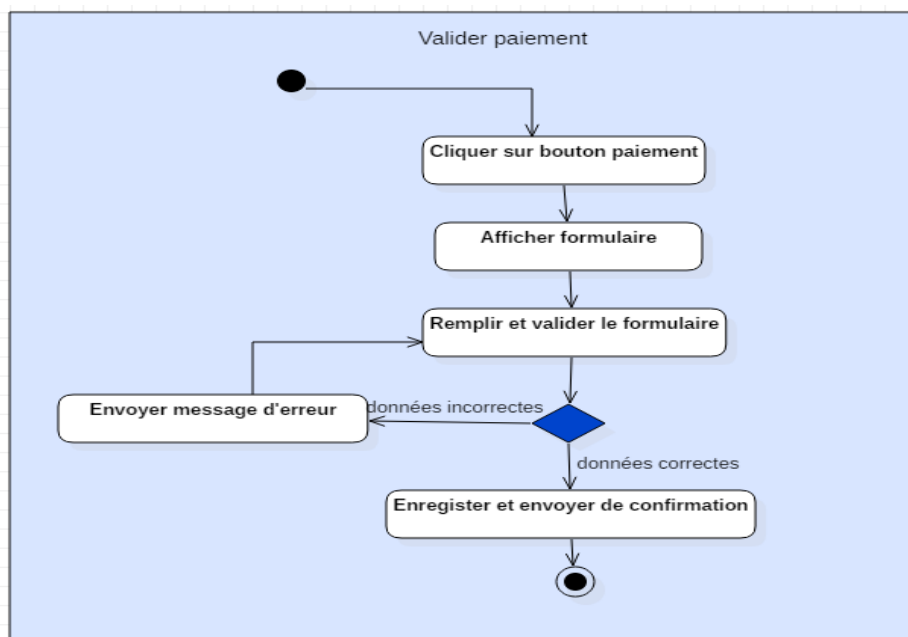 Valider paiement
Cliquer sur bouton paiement
Afficher formulaire
Remplir et valider le formulaire
Envoyer message d'erreur
données incorrectes
données correctes
Enregister et envoyer de confirmation